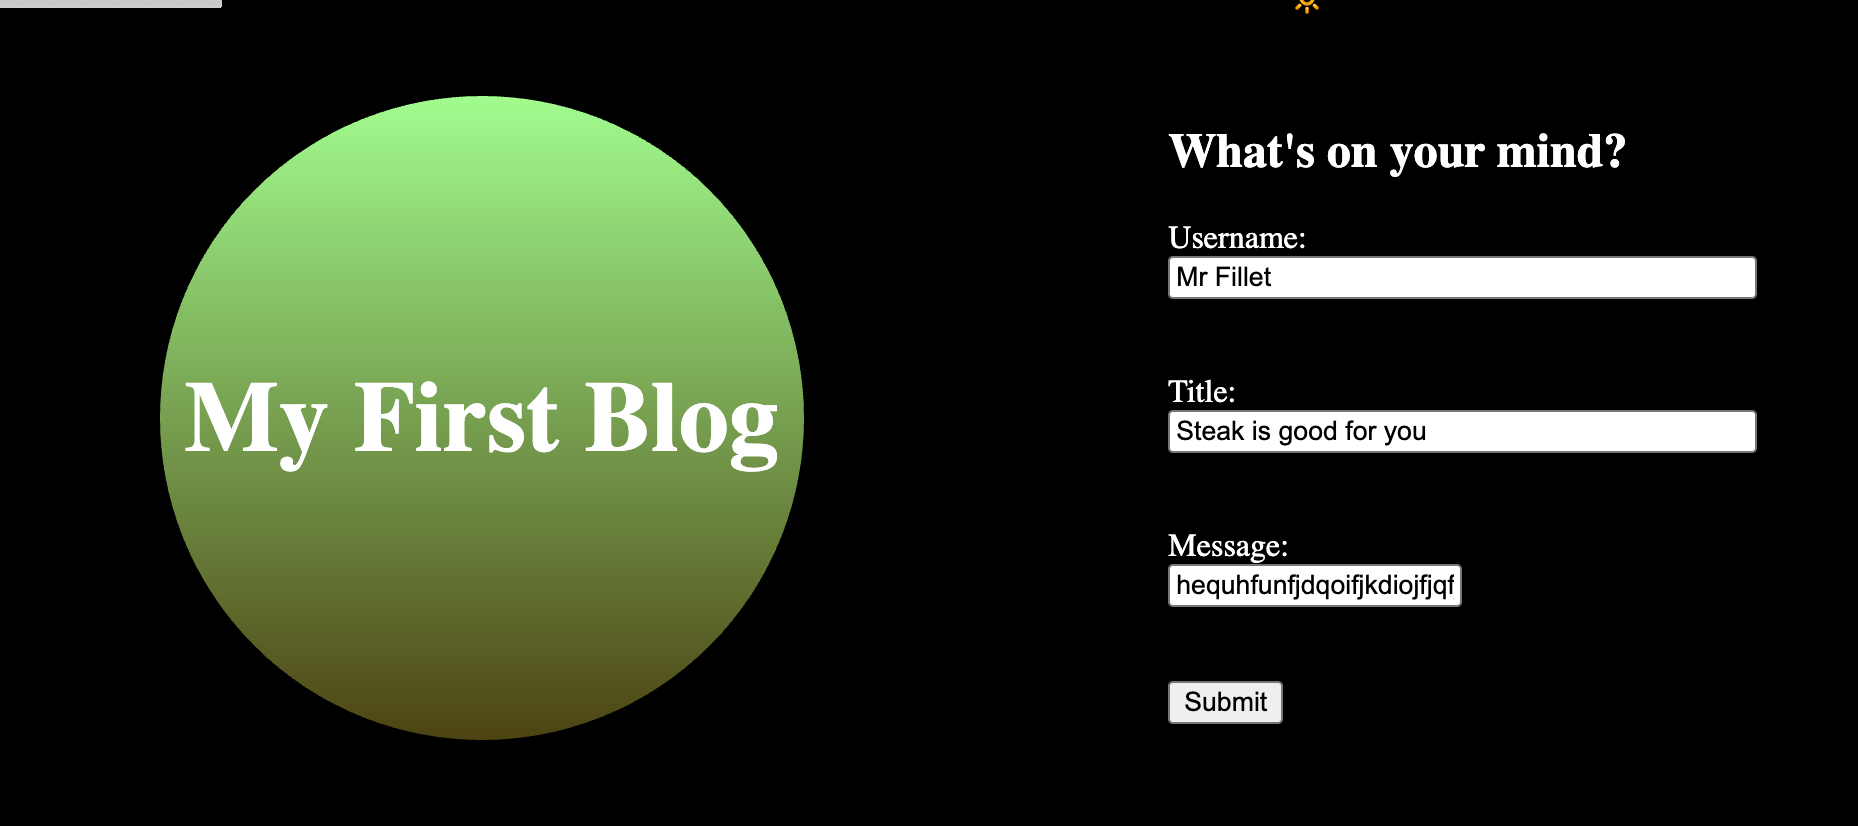 My First Blog
What's on your mind?
Username:
Mr Fillet
Title:
Steak is good for you
Message:
hequhfunfjdqoifjkdiojfjqf
Submit